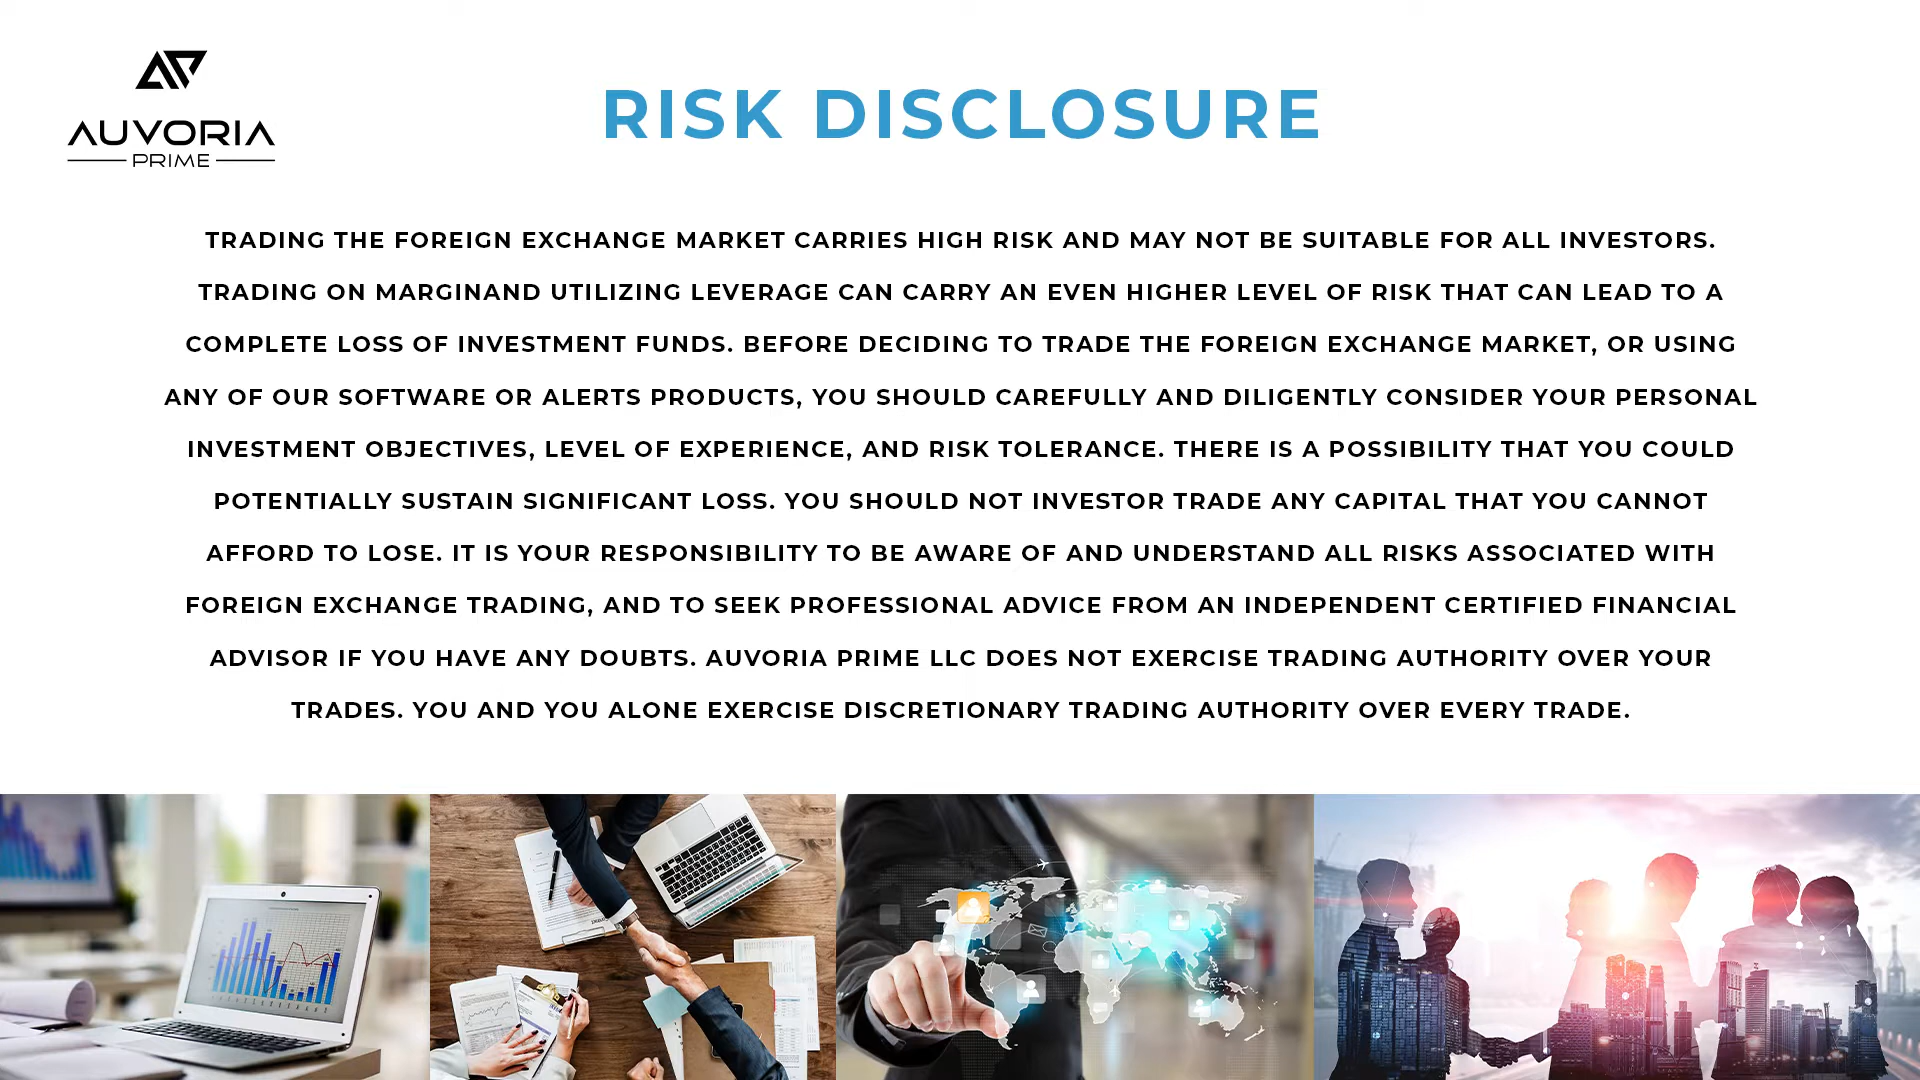 AUVORIA
PRIME
RISK DISCLOSURE
TRADING THE FOREIGN EXCHANGE MARKET CARRIES HIGH RISK AND MAY NOT BE SUITABLE FOR ALL INVESTORS.
TRADING ON MARGINAND UTILIZING LEVERAGE CAN CARRY AN EVEN HIGHER LEVEL OF RISK THAT CAN LEAD TO A
COMPLETE LOSS OF INVESTMENT FUNDS. BEFORE DECIDING TO TRADE THE FOREIGN EXCHANGE MARKET, OR USING
ANY OF OUR SOFTWARE OR ALERTS PRODUCTS, YOU SHOULD CAREFULLY AND DILIGENTLY CONSIDER YOUR PERSONAL
INVESTMENT OBJECTIVES, LEVEL OF EXPERIENCE, AND RISK TOLERANCE. THERE IS A POSSIBILITY THAT YOU COULD
POTENTIALLY SUSTAIN SIGNIFICANT LOSS. YOU SHOULD NOT INVESTOR TRADE ANY CAPITAL THAT YOU CANNOT
AFFORD TO LOSE. IT IS YOUR RESPONSIBILITY TO BE AWARE OF AND UNDERSTAND ALL RISKS ASSOCIATED WITH
FOREIGN EXCHANGE TRADING, AND TO SEEK PROFESSIONAL ADVICE FROM AN INDEPENDENT CERTIFIED FINANCIAL
ADVISOR IF YOU HAVE ANY DOUBTS. AUVORIA PRIME LLC DOES NOT EXERCISE TRADING AUTHORITY OVER YOUR
TRADES. YOU AND YOU ALONE EXERCISE DISCRETIONARY TRADING AUTHORITY OVER EVERY TRADE.